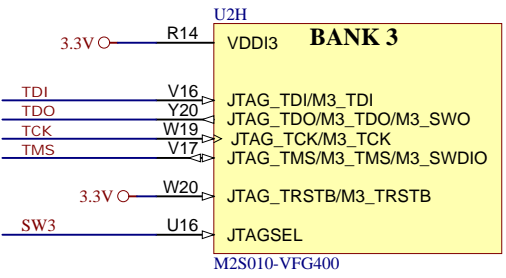 U2H
3.3V R14 VDDI3 BANK 3
TDI V16 JTAG_TDI/M3_TDI
TDO Y20 JTAG_TDO/M3_TDO/M3_SWO
TCK W19 JTAG_TCK/M3_TCK
TMS V17 JTAG_TMS/M3_TMS/M3_SWDIO
3.3V W20 JTAG_TRSTB/M3_TRSTB
SW3 U16 JTAGSEL
M2S010-VFG400